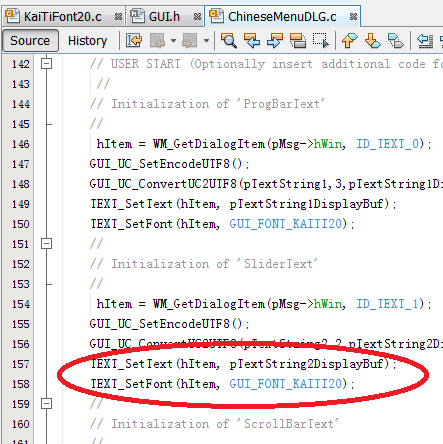 KaiTiFont20.c GUI.h ChineseMenuDLG.c
Source History
142 // USER START (Optionally insert additional code fo
143 //
144 // Initialization of 'ProgBarText'
145 //
146 hItem = WM_GetDialogItem(pMsg->hWin, ID_TEXT_0);
147 GUI_UC_SetEncodeUTF8();
148 GUI_UC_ConvertUC2UTF8(pTextString1,3,pTextString1Di
149 TEXT_SetText(hItem, pTextString1DisplayBuf);
150 TEXT_SetFont(hItem, GUI_FONT_KAITI20);
151 //
152 // Initialization of 'SliderText'
153 //
154 hItem = WM_GetDialogItem(pMsg->hWin, ID_TEXT_1);
155 GUI_UC_SetEncodeUTF8();
156 GUI_UC_ConvertUC2UTF8(pTextString2,2,pTextString2Di
157 TEXT_SetText(hItem, pTextString2DisplayBuf);
158 TEXT_SetFont(hItem, GUI_FONT_KAITI20);
159 //
160 // Initialization of 'ScrollBarText'
161 //